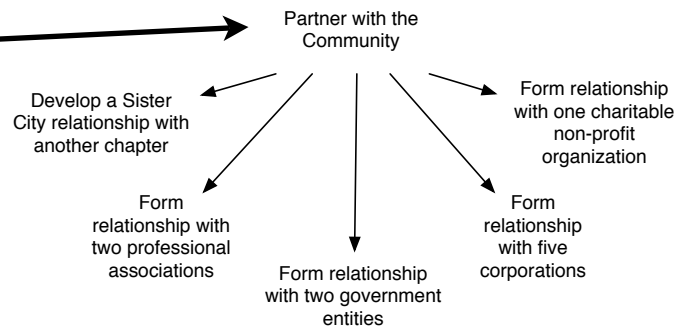 Partner with the
Community
Develop a Sister
City relationship with
another chapter
Form
relationship with
two professional
associations
Form relationship
with two government
entities
Form
relationship
with five
corporations
Form relationship
with one charitable
non-profit
organization